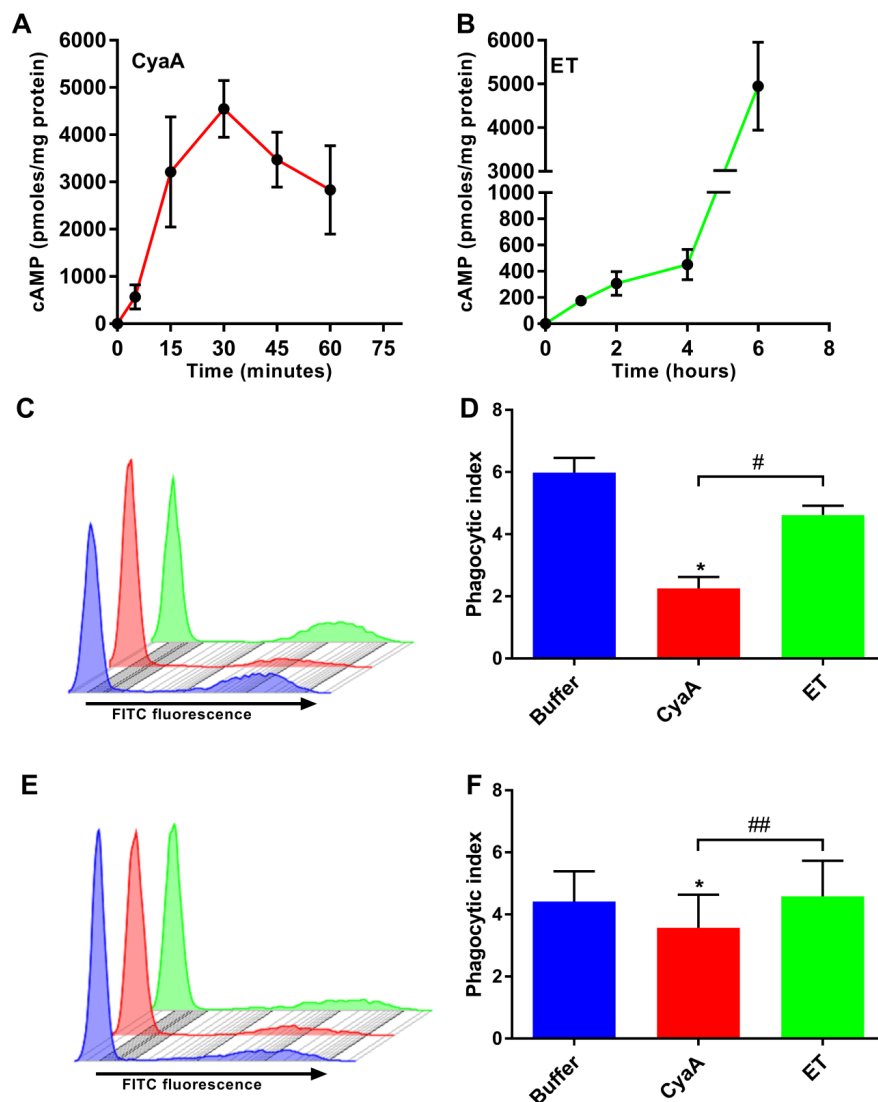 A
CyaA
cAMP (pmoles/mg protein)
6000
5000
4000
3000
2000
1000
0
0 15 30 45 60 75
Time (minutes)
B
ET
cAMP (pmoles/mg protein)
6000
5000
4000
3000
1000
800
600
400
200
0
0 2 4 6 8
Time (hours)
C
FITC fluorescence
D
Phagocytic index
8
6
4
2
0
#
*
Buffer CyaA ET
E
FITC fluorescence
F
Phagocytic index
8
6
4
2
0
##
*
Buffer CyaA ET